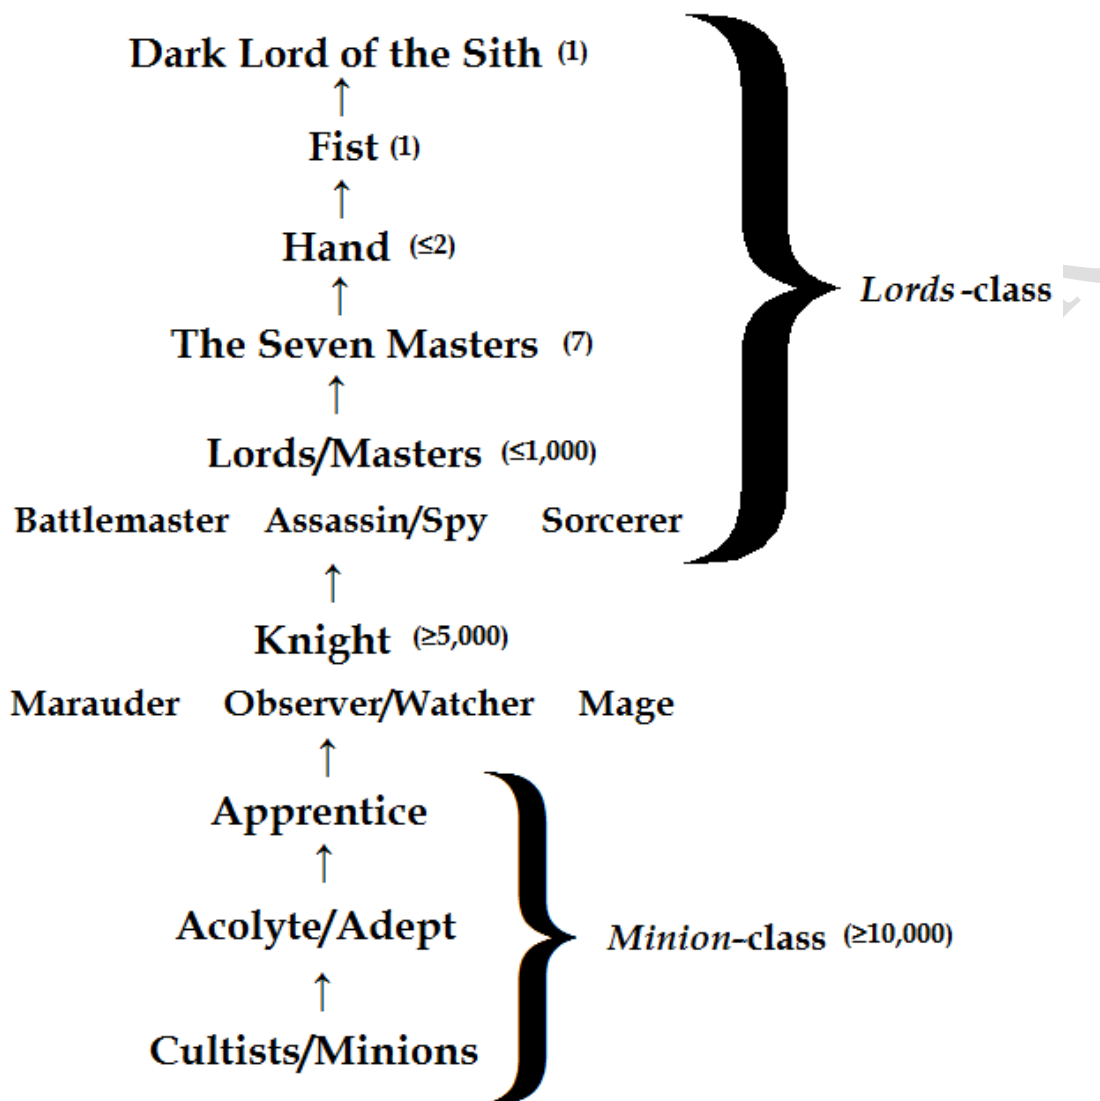 Dark Lord of the Sith (1)
↑
Fist (1)
↑
Hand (≤2)
↑
The Seven Masters (7)
↑
Lords/Masters (≤1,000)
Battlemaster Assassin/Spy Sorcerer
Lords-class
↑
Knight (≥5,000)
Marauder Observer/Watcher Mage
↑
Apprentice
↑
Acolyte/Adept
↑
Cultists/Minions
Minion-class (≥10,000)